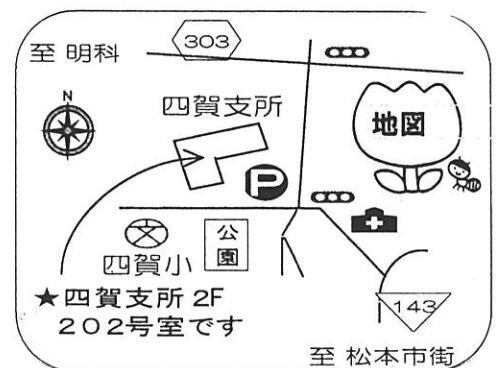 至 明科
303
N
四賀支所
地図
P
公園
文
四賀小
★四賀支所 2F
202号室です
143
至 松本市街